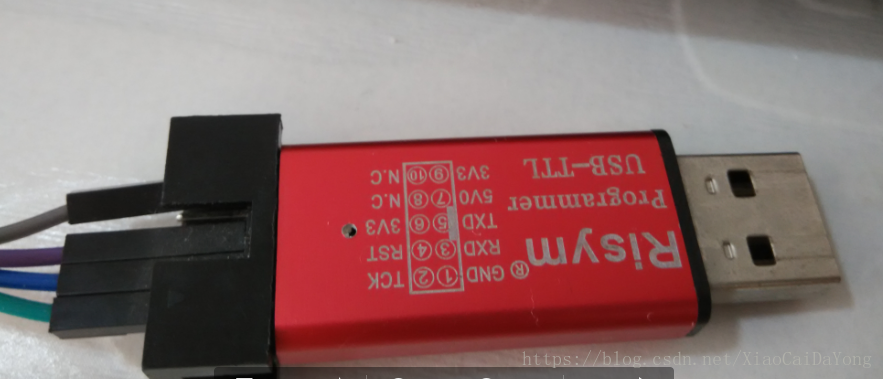 Risym®
Programmer
USB-TTL
GND ①② TCK
RXD ③④ RST
TXD ⑤⑥ 3V3
5V0 ⑦⑧ N.C
3V3 ⑨⑩ N.C
https://blog.csdn.net/XiaoCaiDaYong